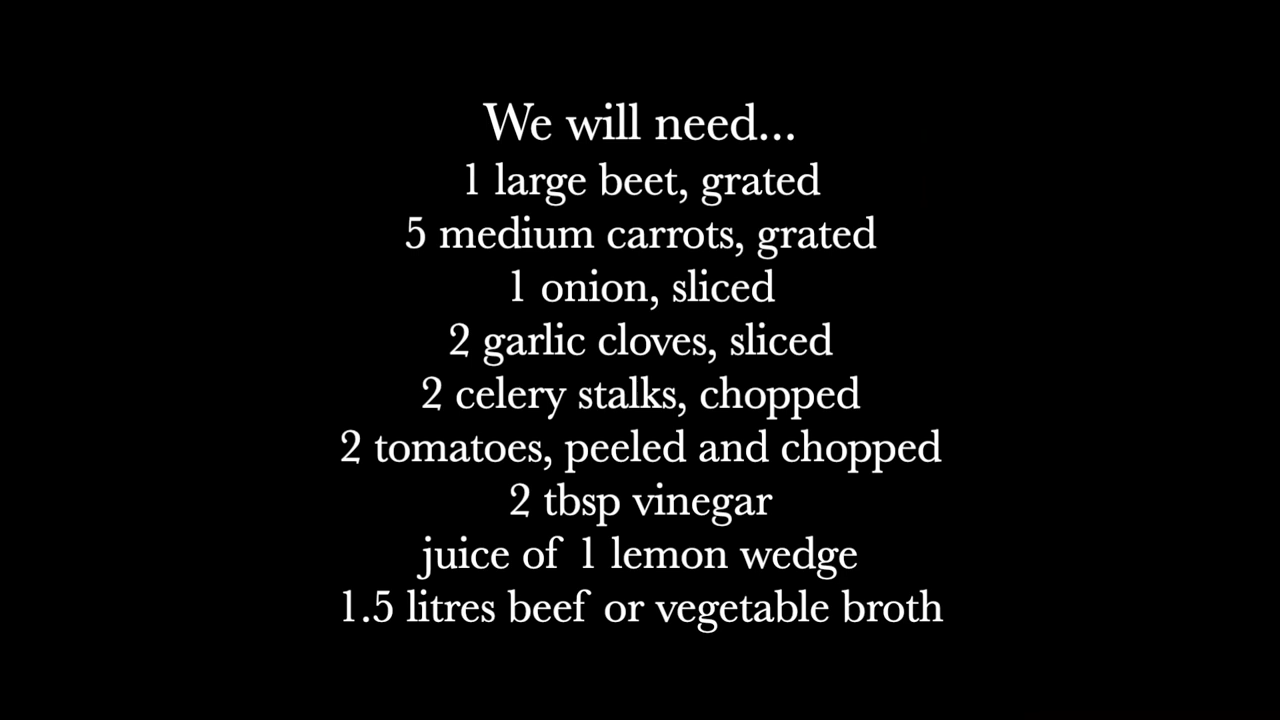 We will need...
1 large beet, grated
5 medium carrots, grated
1 onion, sliced
2 garlic cloves, sliced
2 celery stalks, chopped
2 tomatoes, peeled and chopped
2 tbsp vinegar
juice of 1 lemon wedge
1.5 litres beef or vegetable broth